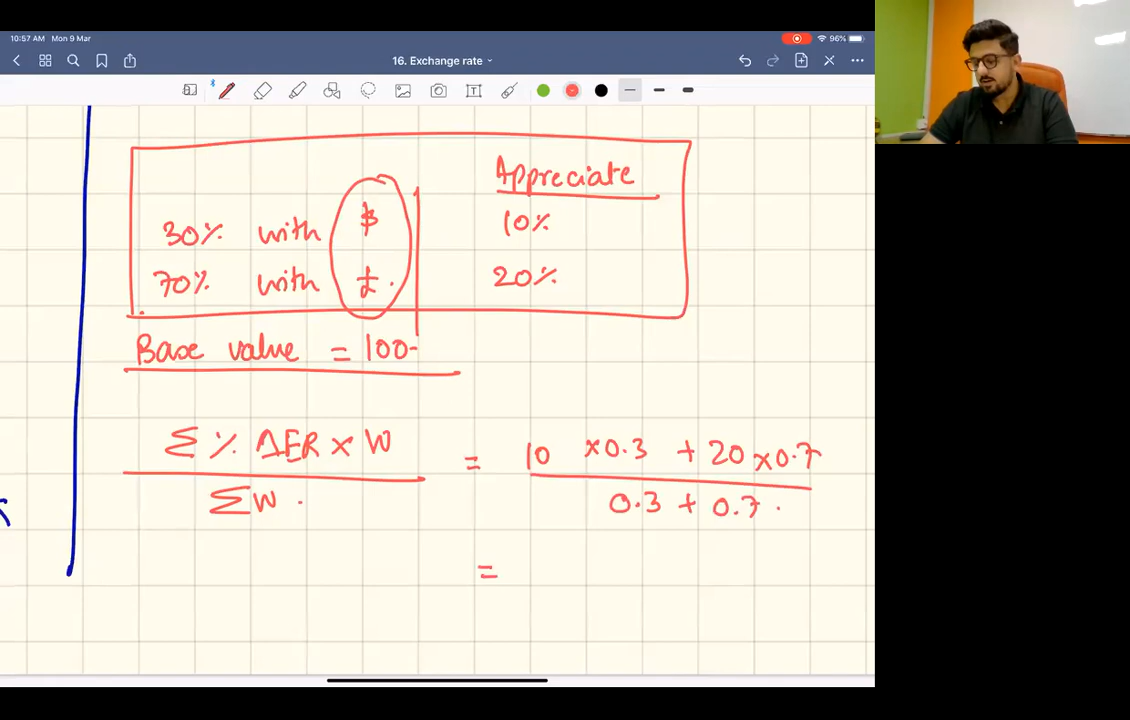 10:57 AM Mon 9 Mar
96%
16. Exchange rate
Appreciate
30% with $ 10%
70% with £ 20%
Base value = 100
Σ % ΔER × W = 10 ×0.3 + 20 ×0.7
ΣW 0.3 + 0.7
=